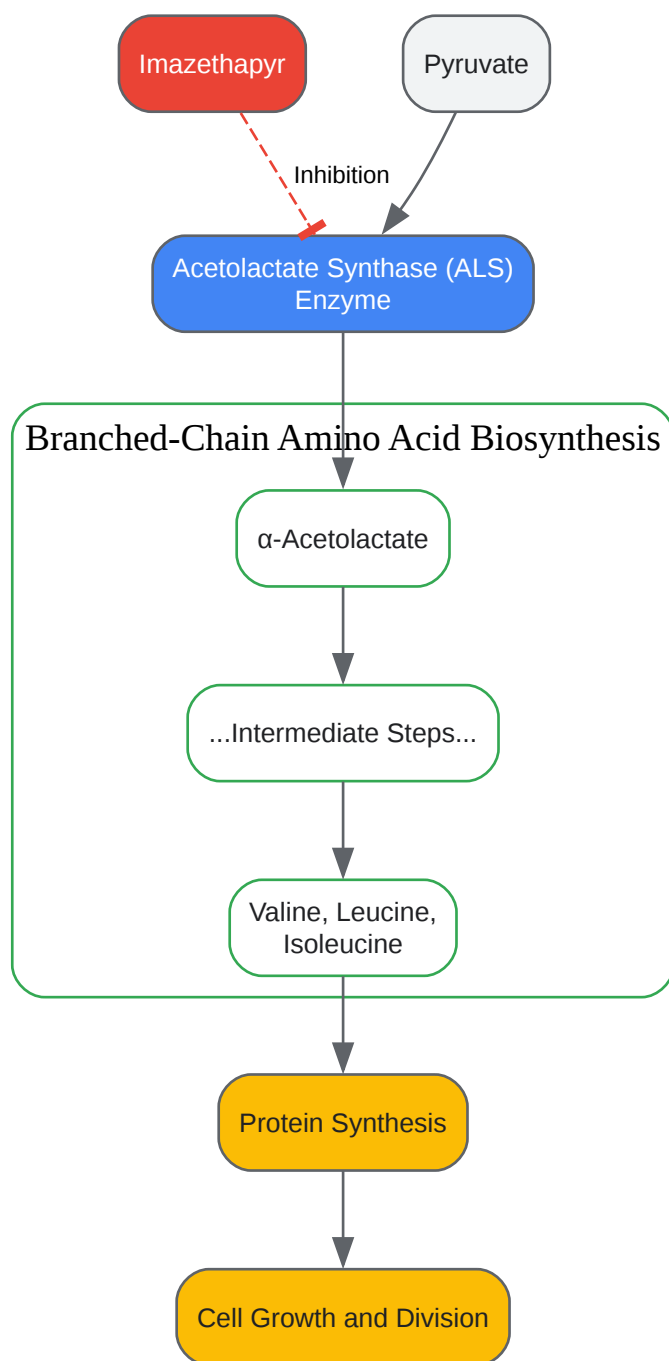 Imazethapyr
Pyruvate
Inhibition
Acetolactate Synthase (ALS)
Enzyme
Branched-Chain Amino Acid Biosynthesis
α-Acetolactate
...Intermediate Steps...
Valine, Leucine,
Isoleucine
Protein Synthesis
Cell Growth and Division